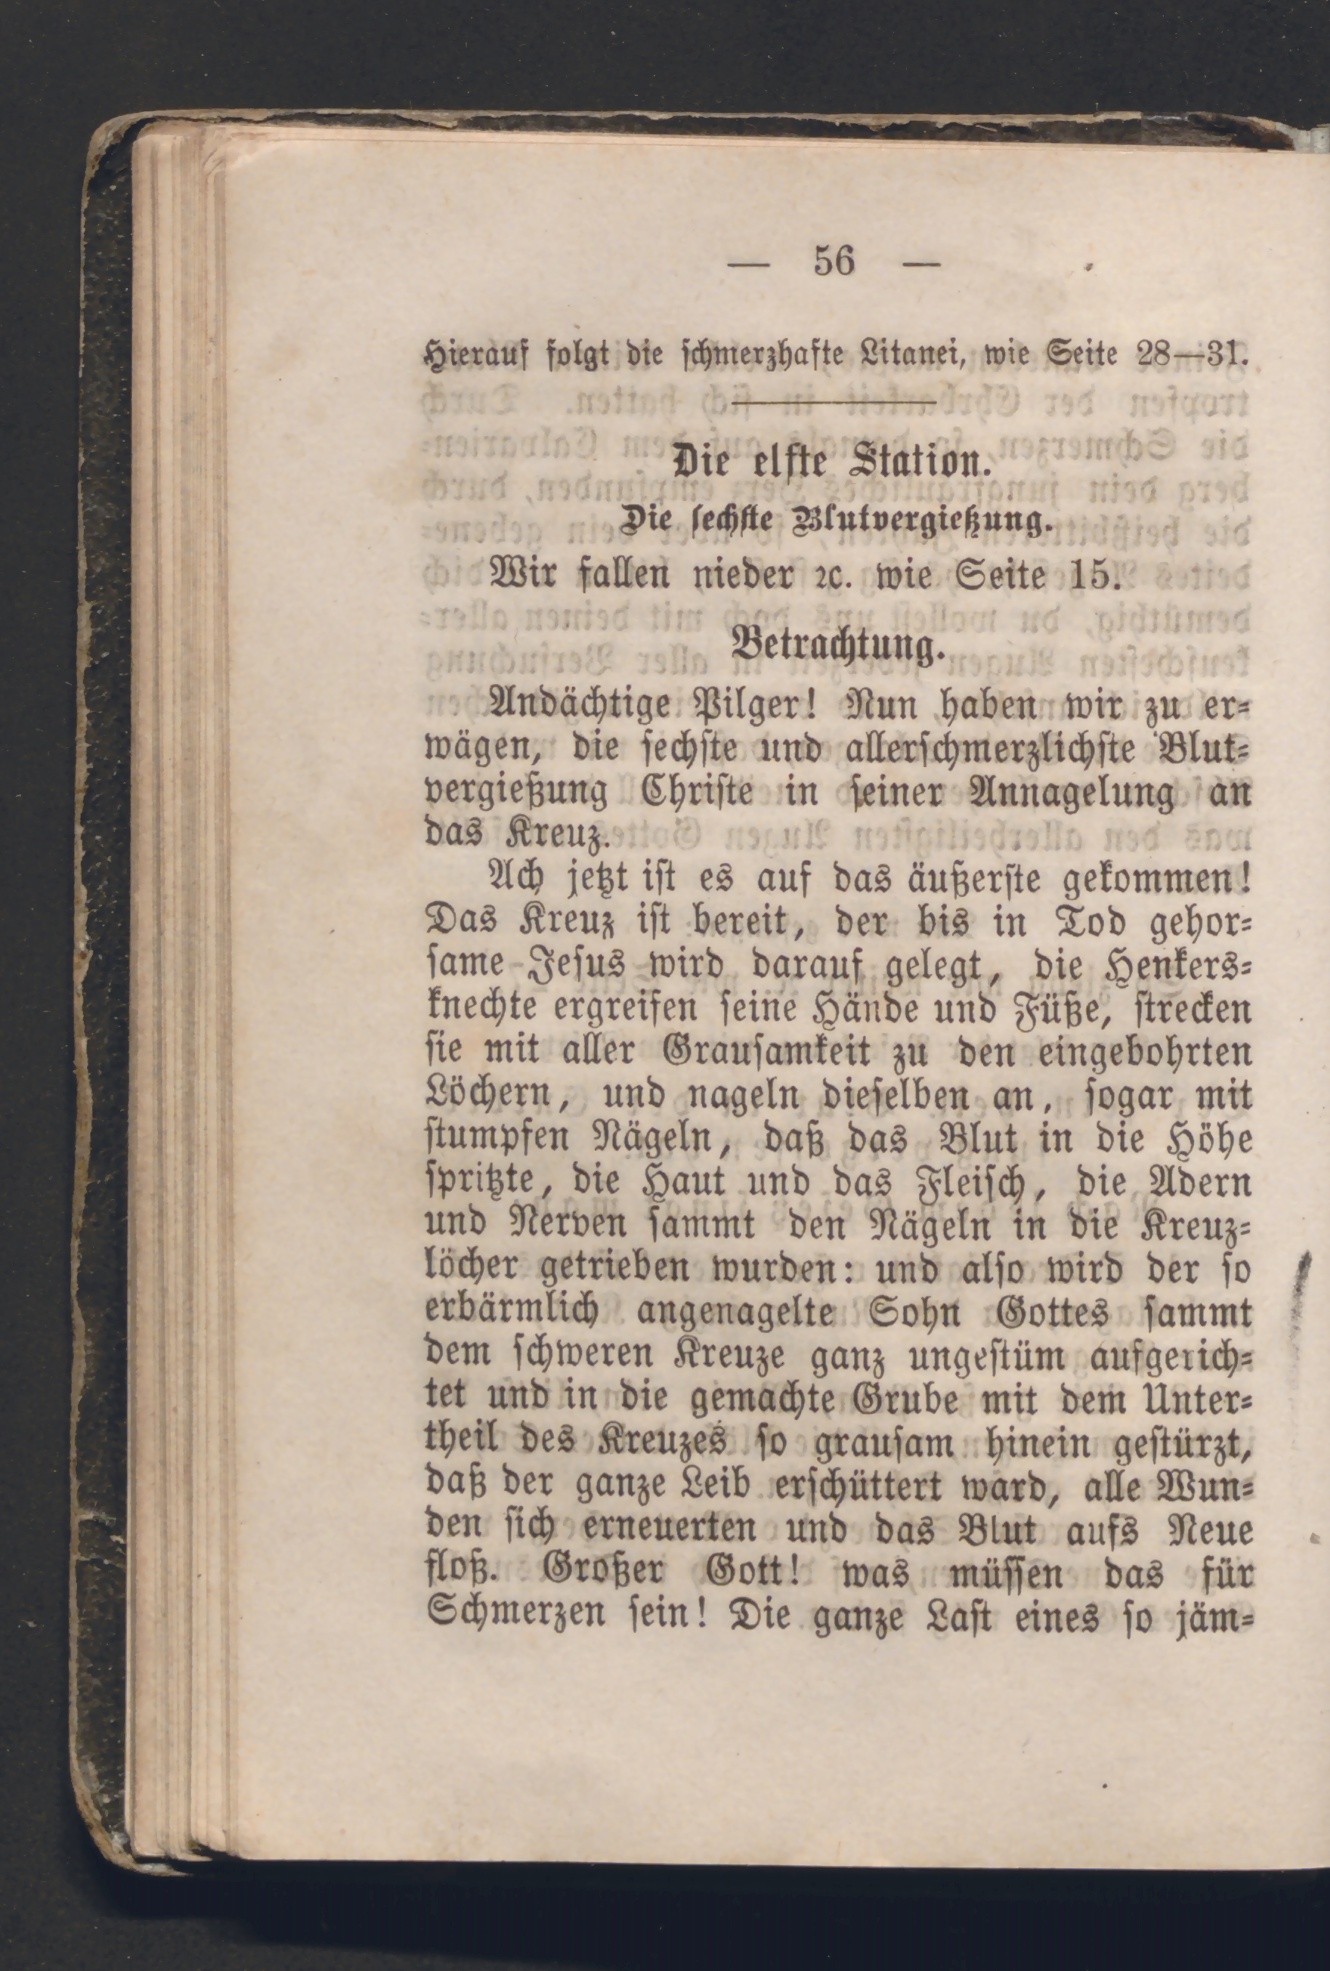 — 56 —
Hierauf folgt die schmerzhafte Litanei, wie Seite 28—31.
Die elfte Station.
Die sechste Blutvergießung.
Wir fallen nieder ꝛc. wie Seite 15.
Betrachtung.
Andächtige Pilger! Nun haben wir zu er-
wägen, die sechste und allerschmerzlichste Blut-
vergießung Christe in seiner Annagelung an
das Kreuz.
Ach jetzt ist es auf das äußerste gekommen!
Das Kreuz ist bereit, der bis in Tod gehor-
same Jesus wird darauf gelegt, die Henkers-
knechte ergreifen seine Hände und Füße, strecken
sie mit aller Grausamkeit zu den eingebohrten
Löchern, und nageln dieselben an, sogar mit
stumpfen Nägeln, daß das Blut in die Höhe
spritzte, die Haut und das Fleisch, die Adern
und Nerven sammt den Nägeln in die Kreuz-
löcher getrieben wurden: und also wird der so
erbärmlich angenagelte Sohn Gottes sammt
dem schweren Kreuze ganz ungestüm aufgerich-
tet und in die gemachte Grube mit dem Unter-
theil des Kreuzes so grausam hinein gestürzt,
daß der ganze Leib erschüttert ward, alle Wun-
den sich erneuerten und das Blut aufs Neue
floß. Großer Gott! was müssen das für
Schmerzen sein! Die ganze Last eines so jäm-